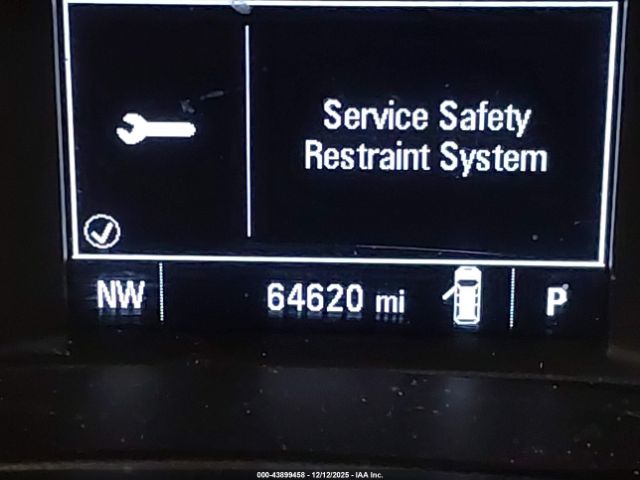 Service Safety
Restraint System
NW
64620 mi
P
000-43899458 - 12/12/2025 - IAA Inc.